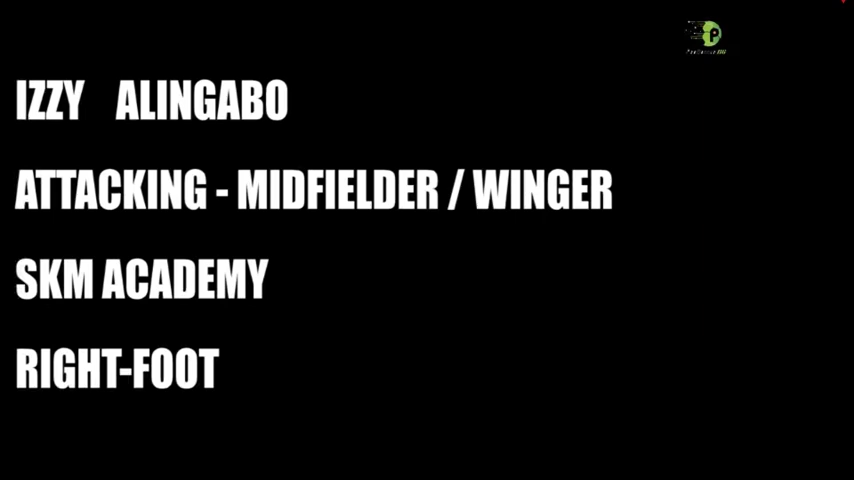 IZZY ALINGABO
ATTACKING - MIDFIELDER / WINGER
SKM ACADEMY
RIGHT-FOOT